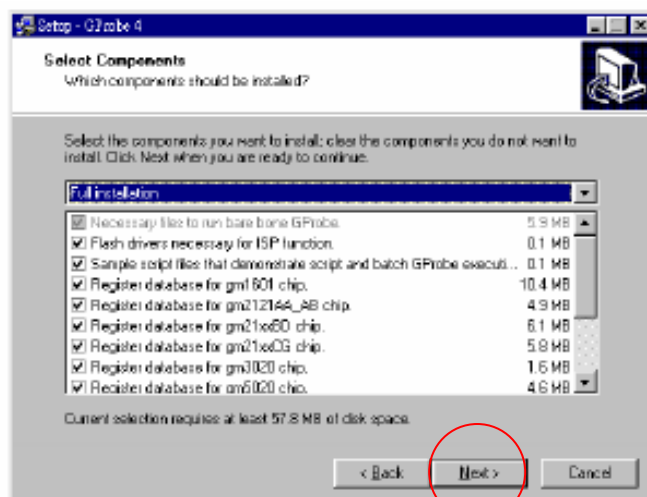 Setup - GProbe 4
Select Components
Which components should be installed?
Select the components you want to install; clear the components you do not want to
install. Click Next when you are ready to continue.
Full installation
Necessary files to run bare bone GProbe. 5.9 MB
Flash drivers necessary for ISP function. 0.1 MB
Sample script files that demonstrate script and batch GProbe executi... 0.1 MB
Register database for gm1601 chip. 10.4 MB
Register database for gm2121AA_AB chip. 4.9 MB
Register database for gm21xxBD chip. 6.1 MB
Register database for gm21xxCG chip. 5.8 MB
Register database for gm3020 chip. 1.6 MB
Register database for gm5020 chip. 4.6 MB
Current selection requires at least 57.8 MB of disk space.
< Back Next > Cancel